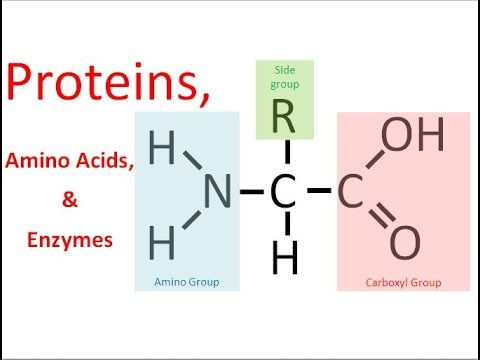 Proteins,
Amino Acids,
&
Enzymes
Side
group
R
H
OH
N
C
C
H
H
O
Amino Group
Carboxyl Group